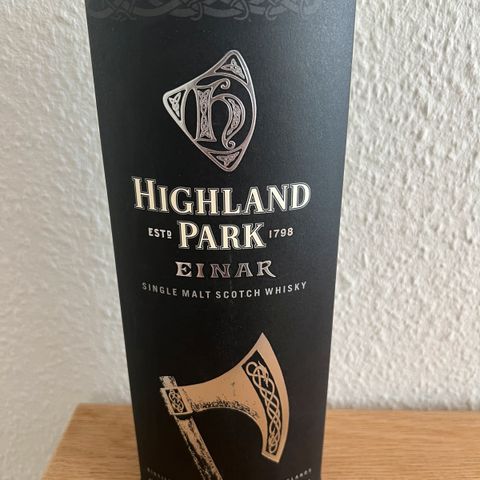 h
HIGHLAND
ESTD PARK 1798
EINAR
SINGLE MALT SCOTCH WHISKY